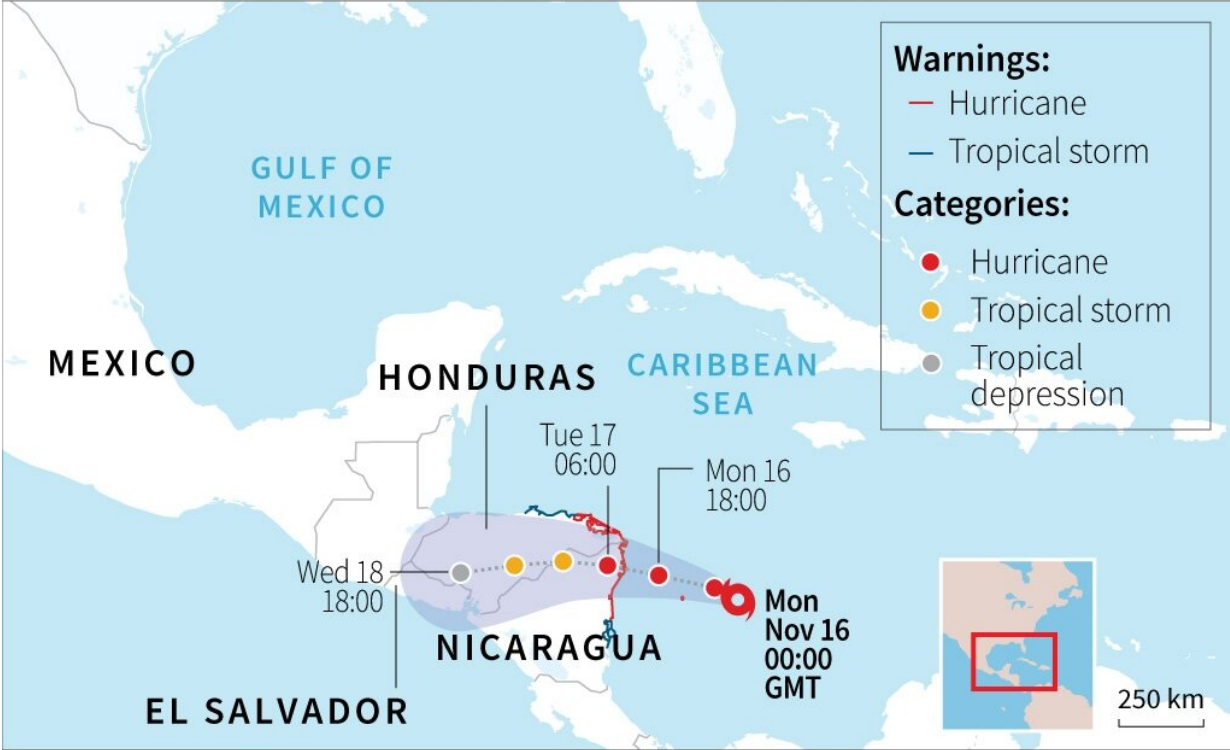 Warnings:
Hurricane
Tropical storm
Categories:
Hurricane
Tropical storm
Tropical
depression
GULF OF
MEXICO
MEXICO
HONDURAS
CARIBBEAN
SEA
Tue 17
06:00
Mon 16
18:00
Wed 18
18:00
Mon
Nov 16
00:00
GMT
NICARAGUA
EL SALVADOR
250 km